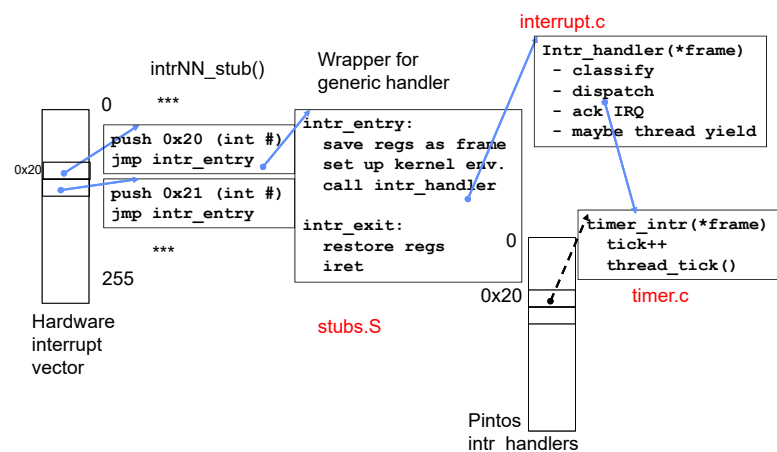 interrupt.c
intrNN_stub()
Wrapper for
generic handler
Intr_handler(*frame)
- classify
- dispatch
- ack IRQ
- maybe thread yield
0
***
0x20
push 0x20 (int #)
jmp intr_entry
push 0x21 (int #)
jmp intr_entry
***
255
Hardware
interrupt
vector
intr_entry:
save regs as frame
set up kernel env.
call intr_handler
intr_exit:
restore regs
iret
stubs.S
0
0x20
timer_intr(*frame)
tick++
thread_tick()
timer.c
Pintos
intr_handlers